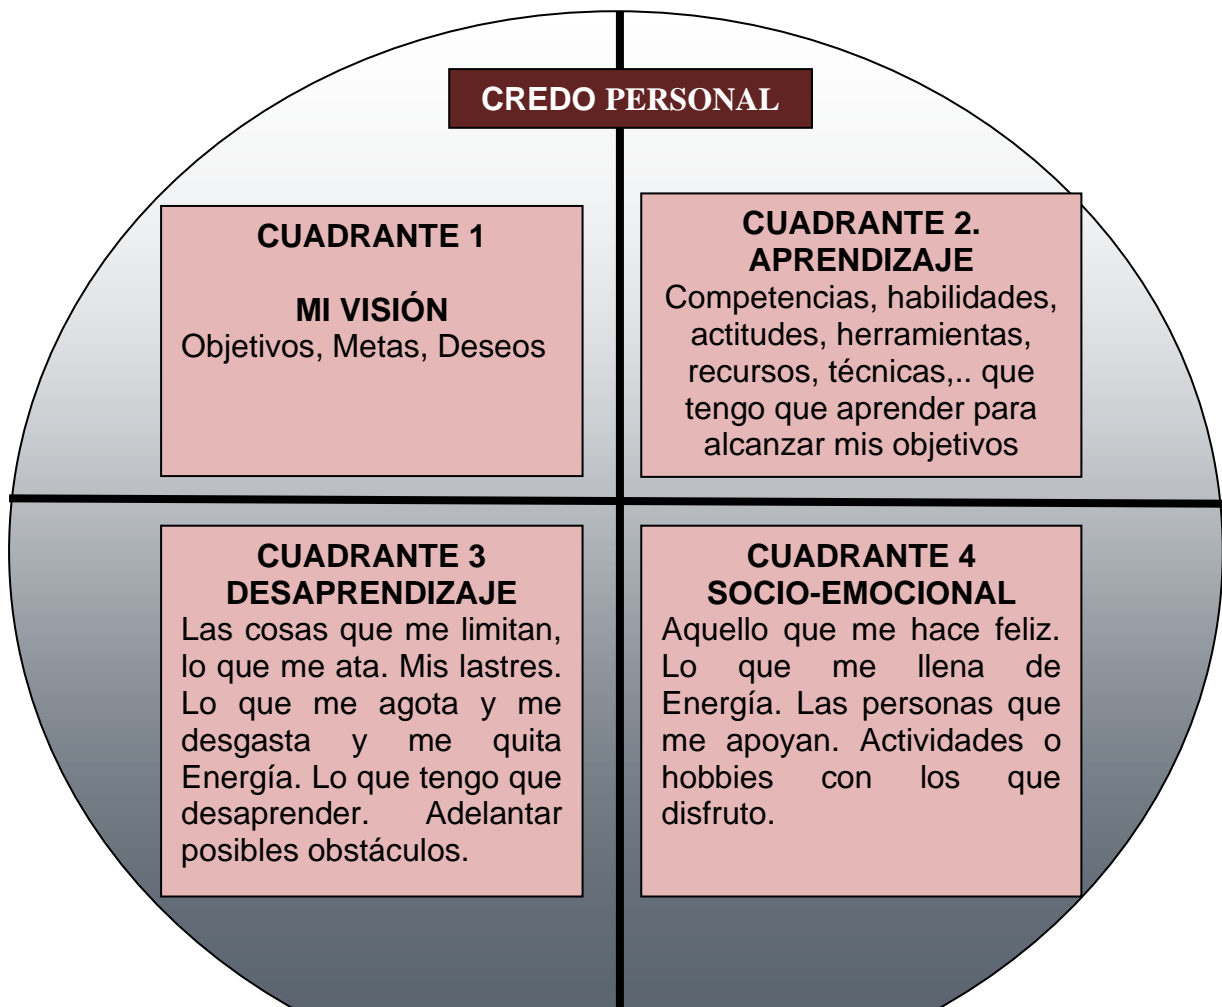 CREDO PERSONAL
CUADRANTE 1
MI VISIÓN
Objetivos, Metas, Deseos
CUADRANTE 2.
APRENDIZAJE
Competencias, habilidades,
actitudes, herramientas,
recursos, técnicas,.. que
tengo que aprender para
alcanzar mis objetivos
CUADRANTE 3
DESAPRENDIZAJE
Las cosas que me limitan,
lo que me ata. Mis lastres.
Lo que me agota y me
desgasta y me quita
Energía. Lo que tengo que
desaprender. Adelantar
posibles obstáculos.
CUADRANTE 4
SOCIO-EMOCIONAL
Aquello que me hace feliz.
Lo que me llena de
Energía. Las personas que
me apoyan. Actividades o
hobbies con los que
disfruto.